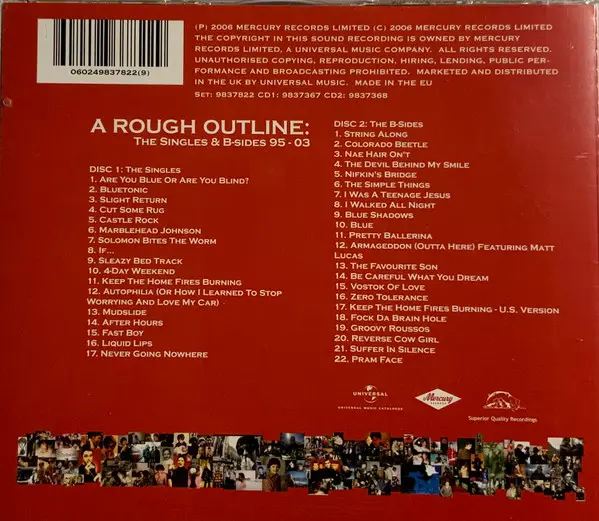 (P) 2006 MERCURY RECORDS LIMITED (C) 2006 MERCURY RECORDS LIMITED
THE COPYRIGHT IN THIS SOUND RECORDING IS OWNED BY MERCURY
RECORDS LIMITED, A UNIVERSAL MUSIC COMPANY. ALL RIGHTS RESERVED.
UNAUTHORISED COPYING, REPRODUCTION, HIRING, LENDING, PUBLIC PER-
FORMANCE AND BROADCASTING PROHIBITED. MARKETED AND DISTRIBUTED
IN THE UK BY UNIVERSAL MUSIC. MADE IN THE EU
SET: 9837822 CD1: 9837367 CD2: 9837368
060249837822(9)
A ROUGH OUTLINE:
THE SINGLES & B-SIDES 95 - 03
DISC 1: THE SINGLES
1. ARE YOU BLUE OR ARE YOU BLIND?
2. BLUETONIC
3. SLIGHT RETURN
4. CUT SOME RUG
5. CASTLE ROCK
6. MARBLEHEAD JOHNSON
7. SOLOMON BITES THE WORM
8. IF...
9. SLEAZY BED TRACK
10. 4-DAY WEEKEND
11. KEEP THE HOME FIRES BURNING
12. AUTOPHILIA (OR HOW I LEARNED TO STOP
WORRYING AND LOVE MY CAR)
13. MUDSLIDE
14. AFTER HOURS
15. FAST BOY
16. LIQUID LIPS
17. NEVER GOING NOWHERE
DISC 2: THE B-SIDES
1. STRING ALONG
2. COLORADO BEETLE
3. NAE HAIR ON'T
4. THE DEVIL BEHIND MY SMILE
5. NIFKIN'S BRIDGE
6. THE SIMPLE THINGS
7. I WAS A TEENAGE JESUS
8. I WALKED ALL NIGHT
9. BLUE SHADOWS
10. BLUE
11. PRETTY BALLERINA
12. ARMAGEDDON (OUTTA HERE) FEATURING MATT
LUCAS
13. THE FAVOURITE SON
14. BE CAREFUL WHAT YOU DREAM
15. VOSTOK OF LOVE
16. ZERO TOLERANCE
17. KEEP THE HOME FIRES BURNING - U.S. VERSION
18. FOCK DA BRAIN HOLE
19. GROOVY ROUSSOS
20. REVERSE COW GIRL
21. SUFFER IN SILENCE
22. PRAM FACE
UNIVERSAL
UNIVERSAL MUSIC CATALOGUE
Mercury
RECORDS
Superior Quality Recordings